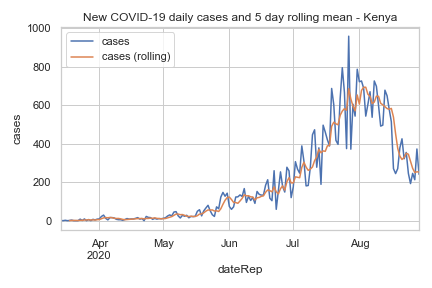 New COVID-19 daily cases and 5 day rolling mean - Kenya
cases
cases (rolling)
1000
800
600
400
200
0
cases
Apr
2020
May
Jun
Jul
Aug
dateRep